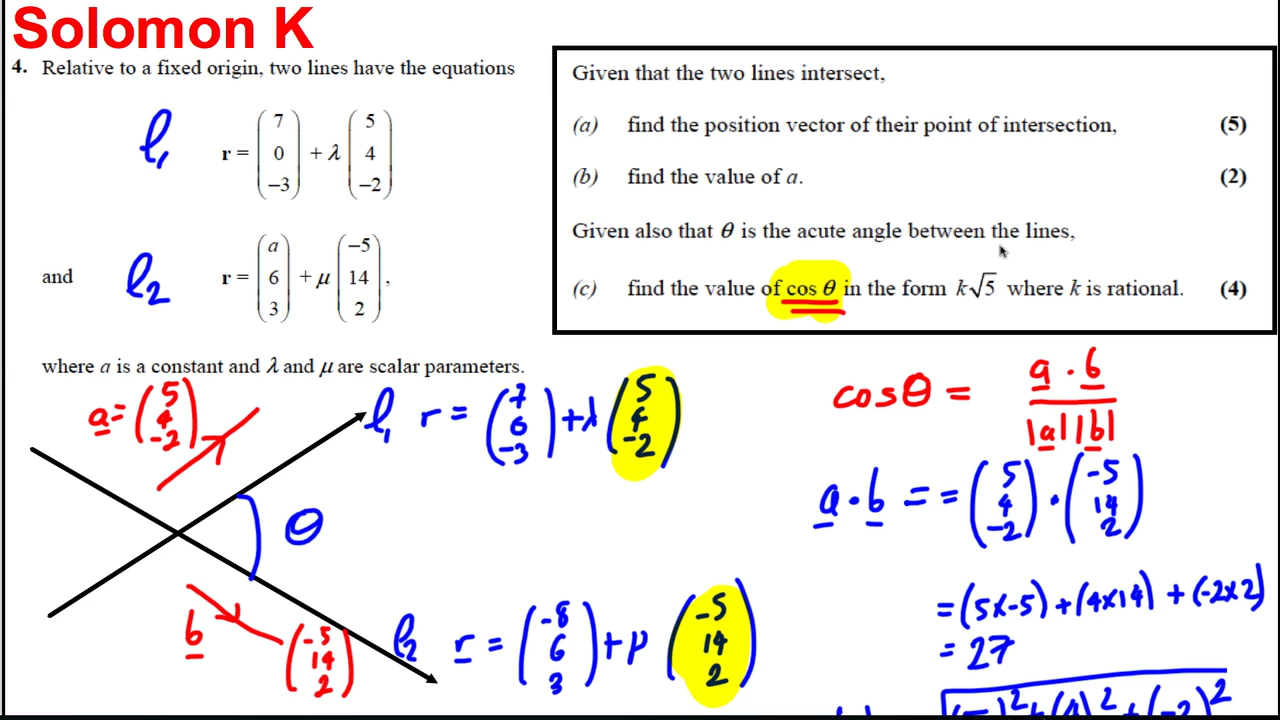 Solomon K
4. Relative to a fixed origin, two lines have the equations
l₁ r = (7 0 −3) + λ (5 4 −2)
and l₂ r = (a 6 3) + μ (−5 14 2),
where a is a constant and λ and μ are scalar parameters.
Given that the two lines intersect,
(a) find the position vector of their point of intersection, (5)
(b) find the value of a. (2)
Given also that θ is the acute angle between the lines,
(c) find the value of cos θ in the form k√5 where k is rational. (4)
a = (5 4 -2)
l₁ r = (7 6 -3) + λ (5 4 -2)
θ
b (-5 14 2)
l₂ r = (-8 6 3) + μ (-5 14 2)
cosθ = a · b / |a||b|
a · b = = (5 4 -2) · (-5 14 2)
= (5×-5) + (4×14) + (-2×2)
= 27